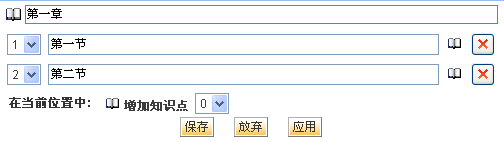 第一章
1 第一节
2 第二节
在当前位置中： 增加知识点 0
保存 放弃 应用